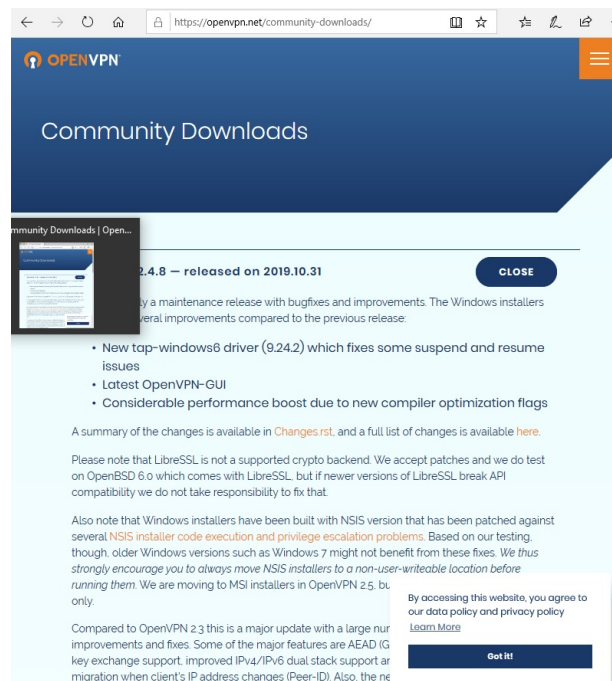 https://openvpn.net/community-downloads/
OPENVPN
Community Downloads
mmunity Downloads | Open...
2.4.8 — released on 2019.10.31
CLOSE
y a maintenance release with bugfixes and improvements. The Windows installers
veral improvements compared to the previous release:
• New tap-windows6 driver (9.24.2) which fixes some suspend and resume
issues
• Latest OpenVPN-GUI
• Considerable performance boost due to new compiler optimization flags
A summary of the changes is available in Changes.rst, and a full list of changes is available here.
Please note that LibreSSL is not a supported crypto backend. We accept patches and we do test
on OpenBSD 6.0 which comes with LibreSSL, but if newer versions of LibreSSL break API
compatibility we do not take responsibility to fix that.
Also note that Windows installers have been built with NSIS version that has been patched against
several NSIS installer code execution and privilege escalation problems. Based on our testing,
though, older Windows versions such as Windows 7 might not benefit from these fixes. We thus
strongly encourage you to always move NSIS installers to a non-user-writeable location before
running them. We are moving to MSI installers in OpenVPN 2.5, bu
only.
Compared to OpenVPN 2.3 this is a major update with a large nu
improvements and fixes. Some of the major features are AEAD (G
key exchange support, improved IPv4/IPv6 dual stack support a
migration when client's IP address changes (Peer-ID). Also, the ne
By accessing this website, you agree to
our data policy and privacy policy
Learn More
Got it!